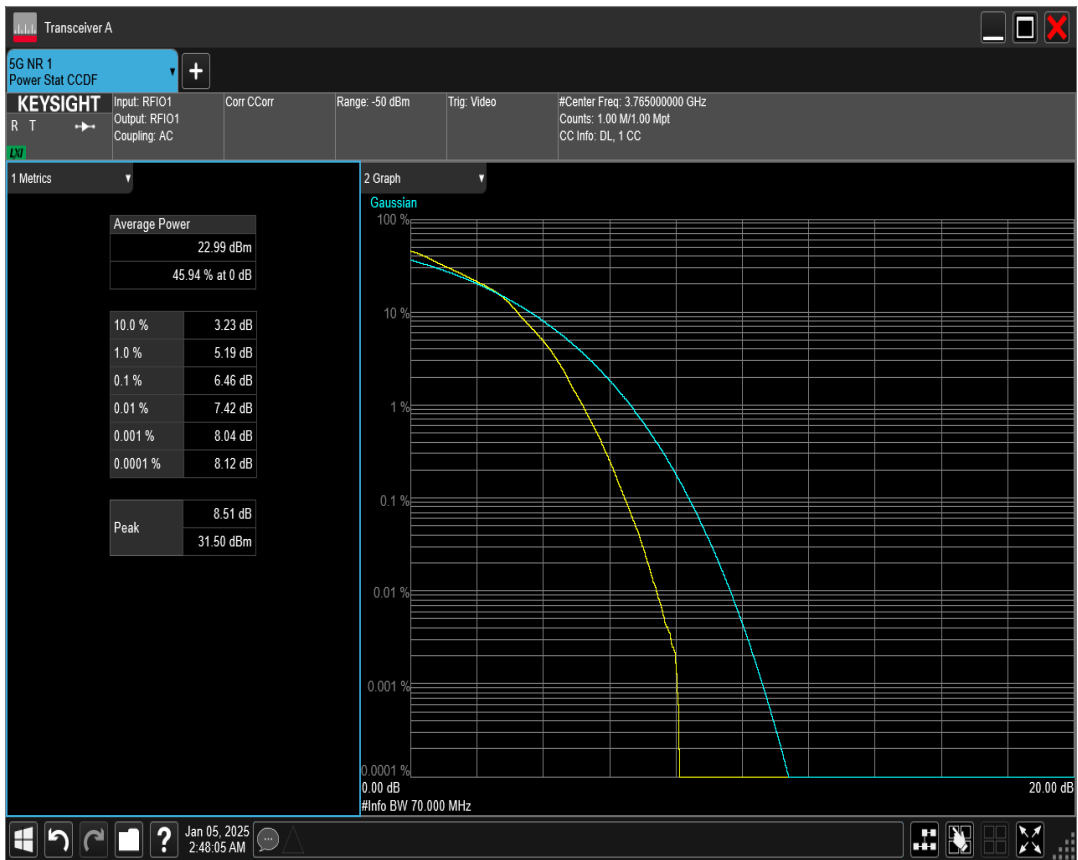 Transceiver A
5G NR 1
Power Stat CCDF
KEYSIGHT
R T
LXI
Input: RFIO1
Output: RFIO1
Coupling: AC
Corr CCorr
Range: -50 dBm
Trig: Video
#Center Freq: 3.765000000 GHz
Counts: 1.00 M/1.00 Mpt
CC Info: DL, 1 CC
1 Metrics
Average Power
22.99 dBm
45.94 % at 0 dB
10.0 % 3.23 dB
1.0 % 5.19 dB
0.1 % 6.46 dB
0.01 % 7.42 dB
0.001 % 8.04 dB
0.0001 % 8.12 dB
Peak 8.51 dB
31.50 dBm
2 Graph
Gaussian
100 %
10 %
1 %
0.1 %
0.01 %
0.001 %
0.0001 %
0.00 dB 20.00 dB
#Info BW 70.000 MHz
Jan 05, 2025
2:48:05 AM